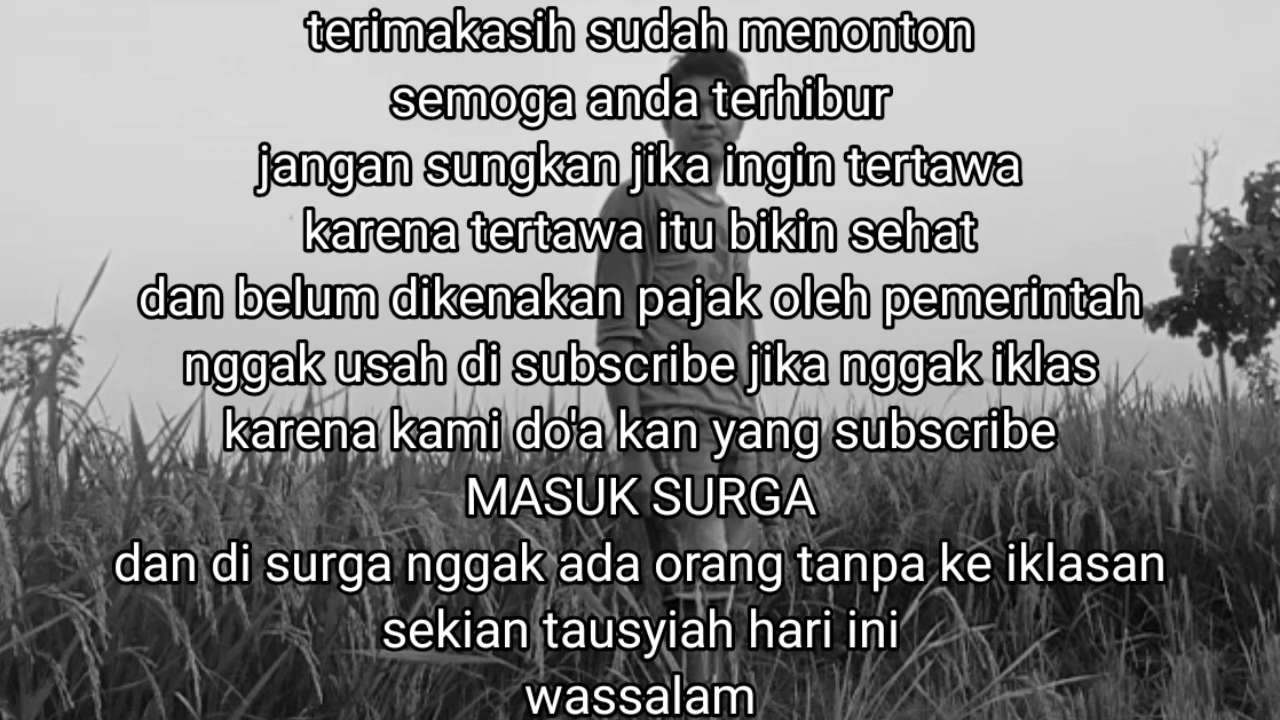 terimakasih sudah menonton
semoga anda terhibur
jangan sungkan jika ingin tertawa
karena tertawa itu bikin sehat
dan belum dikenakan pajak oleh pemerintah
nggak usah di subscribe jika nggak iklas
karena kami do'a kan yang subscribe
MASUK SURGA
dan di surga nggak ada orang tanpa ke iklasan
sekian tausyiah hari ini
wassalam